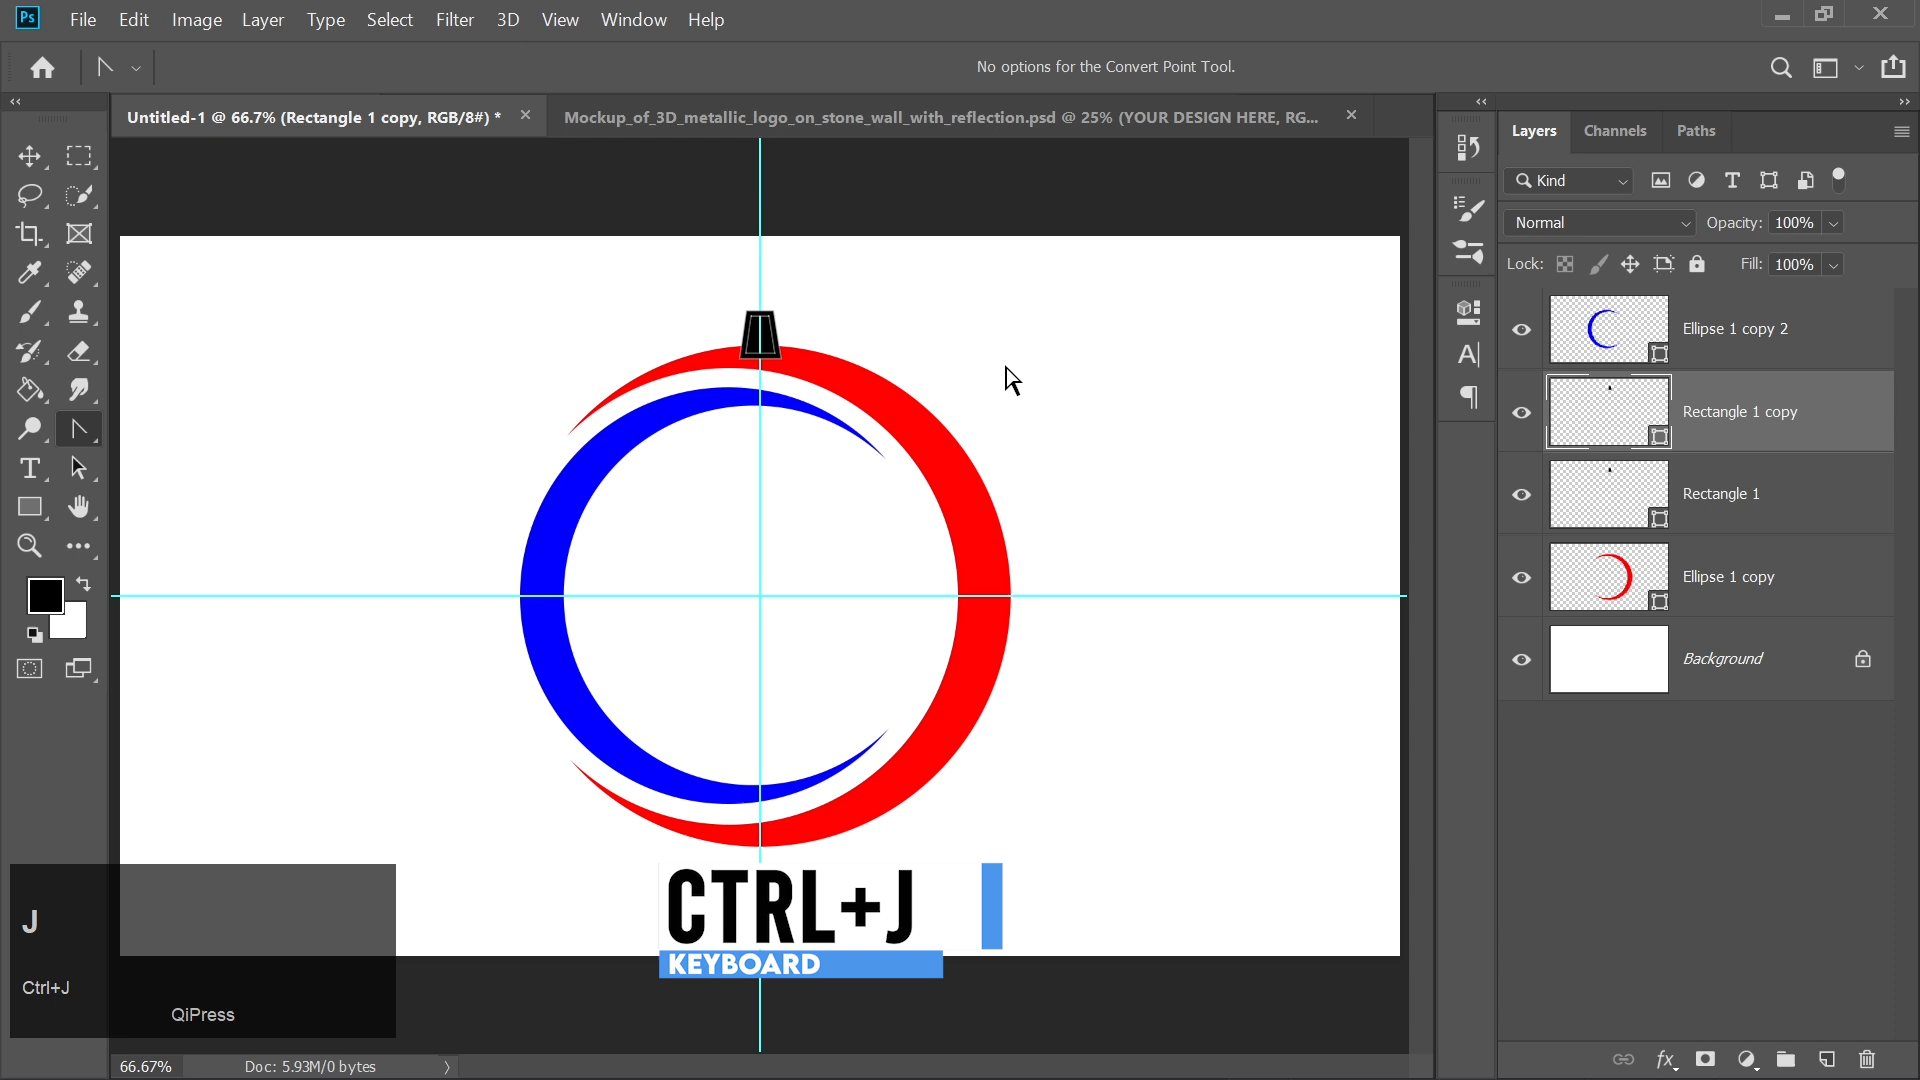 Ps File Edit Image Layer Type Select Filter 3D View Window Help
No options for the Convert Point Tool.
Untitled-1 @ 66.7% (Rectangle 1 copy, RGB/8#) *
Mockup_of_3D_metallic_logo_on_stone_wall_with_reflection.psd @ 25% (YOUR DESIGN HERE, RG...
Layers Channels Paths
Kind
Normal Opacity: 100%
Lock: Fill: 100%
Ellipse 1 copy 2
Rectangle 1 copy
Rectangle 1
Ellipse 1 copy
Background
CTRL+J
KEYBOARD
J
Ctrl+J
QiPress
66.67% Doc: 5.93M/0 bytes